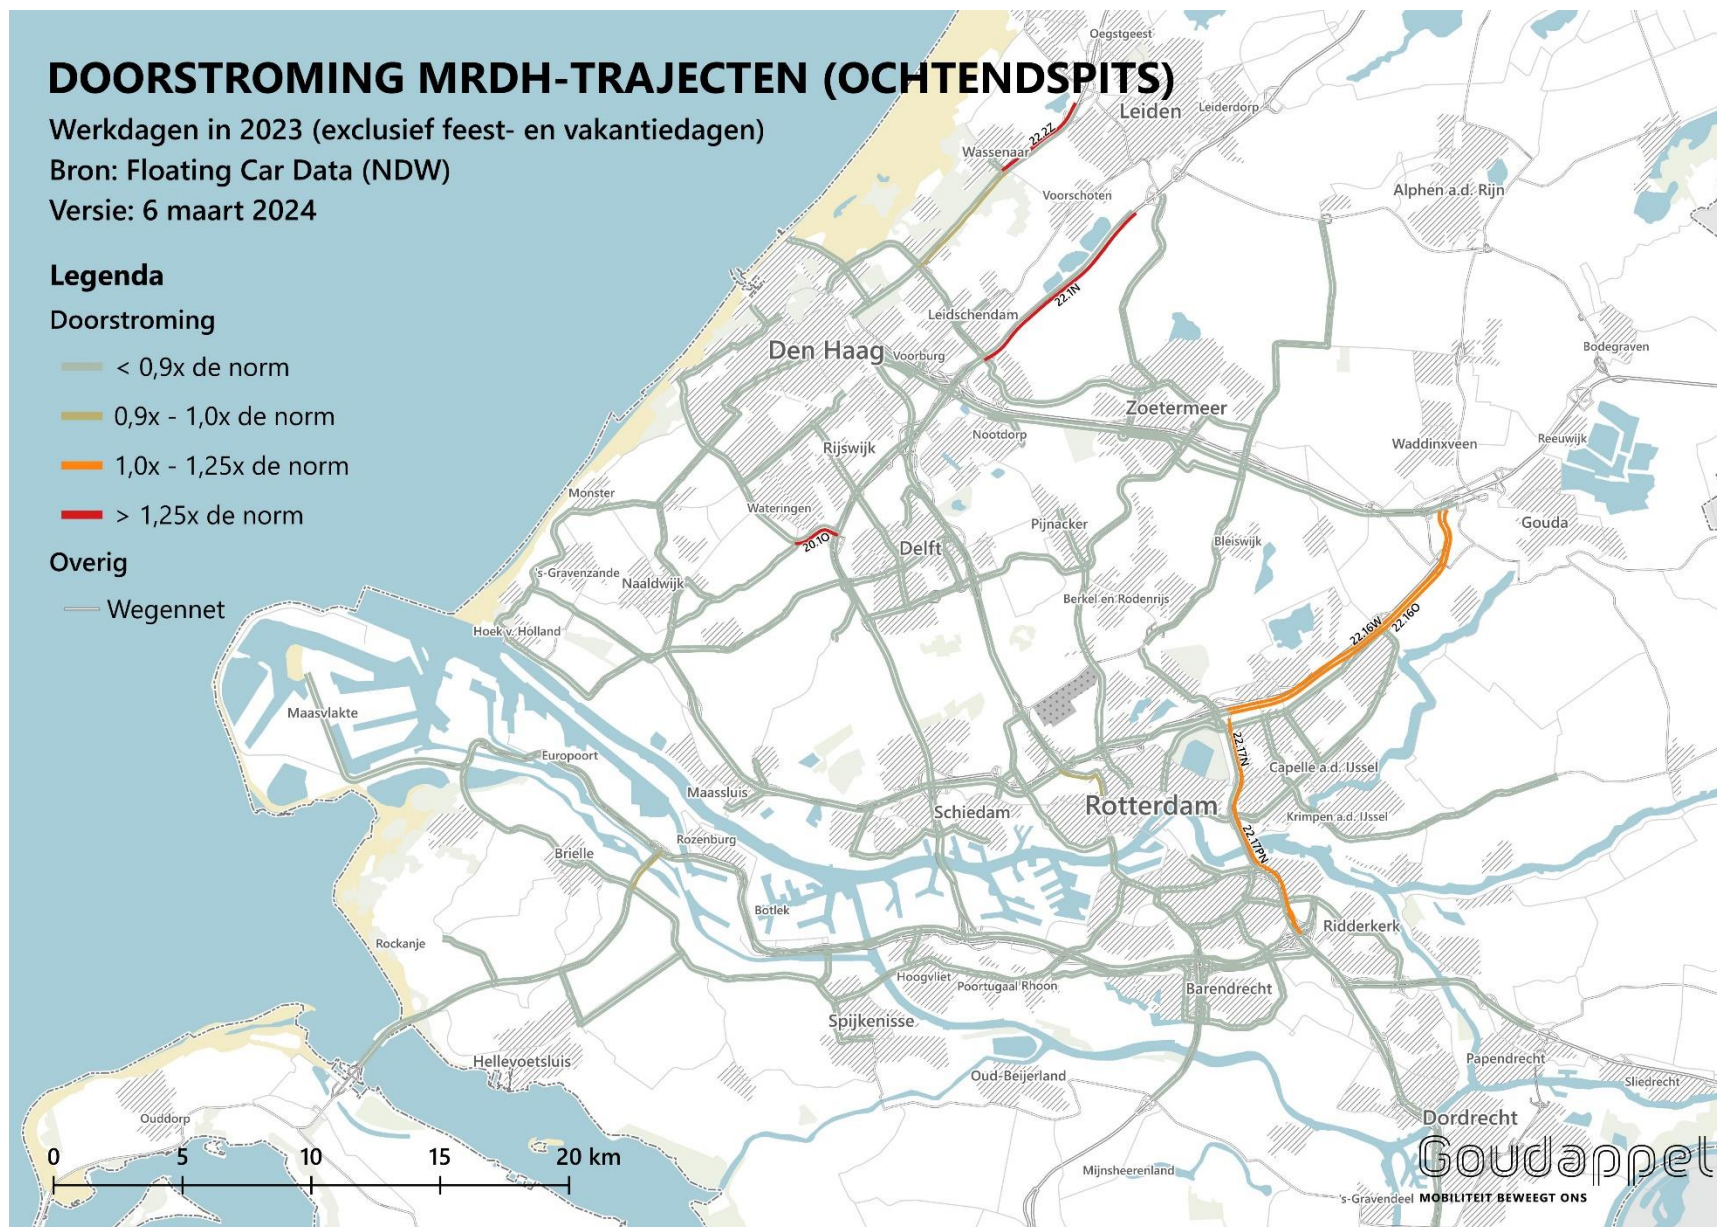 DOORSTROMING MRDH-TRAJECTEN (OCHTENDSPITS)
Werkdagen in 2023 (exclusief feest- en vakantiedagen)
Bron: Floating Car Data (NDW)
Versie: 6 maart 2024
Legenda
Doorstroming
< 0,9x de norm
0,9x - 1,0x de norm
1,0x - 1,25x de norm
> 1,25x de norm
Overig
Wegennet
Oegstgeest
Leiden
Leiderdorp
22.2Z
Wassenaar
Voorschoten
Alphen a.d. Rijn
22.1N
Leidschendam
Den Haag
Voorburg
Bodegraven
Zoetermeer
Nootdorp
Rijswijk
Waddinxveen
Reeuwijk
Monster
Wateringen
Pijnacker
Gouda
20.1O
Delft
Bleiswijk
's-Gravenzande
Naaldwijk
Berkel en Rodenrijs
22.16W
22.16O
Hoek v. Holland
Maasvlakte
Europoort
22.17N
Capelle a.d. IJssel
Maassluis
Schiedam
Rotterdam
Krimpen a.d. IJssel
Rozenburg
Brielle
22.17PN
Botlek
Ridderkerk
Rockanje
Hoogvliet
Poortugaal Rhoon
Barendrecht
Spijkenisse
Hellevoetsluis
Oud-Beijerland
Papendrecht
Sliedrecht
Ouddorp
Dordrecht
0 5 10 15 20 km
Mijnsheerenland
's-Gravendeel
Goudappel
MOBILITEIT BEWEEGT ONS